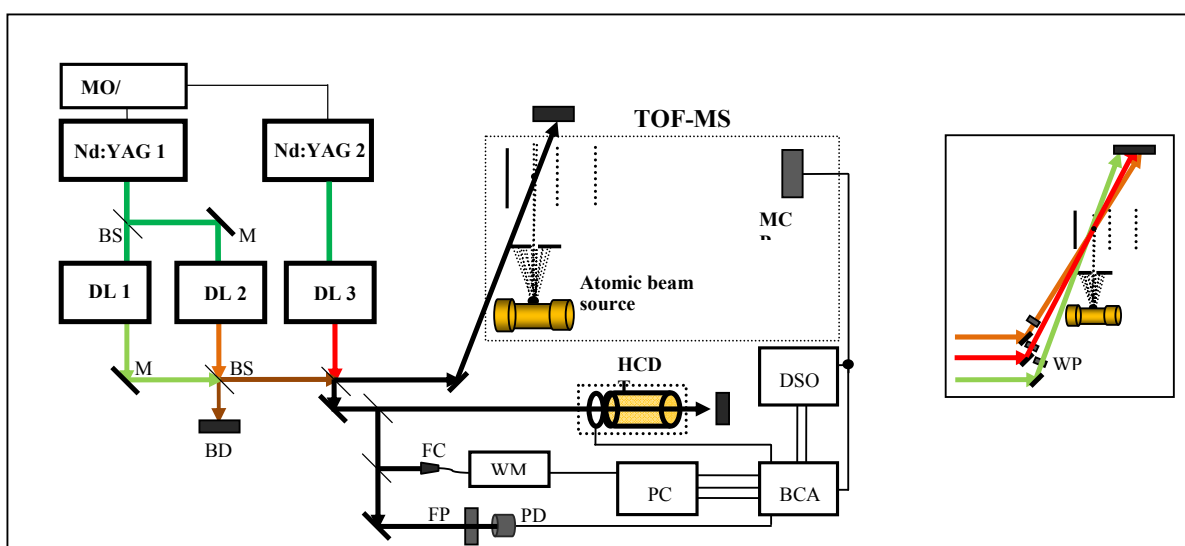 MO/
TOF-MS
Nd:YAG 1
Nd:YAG 2
MC
BS
M
Atomic beam
source
DL 1
DL 2
DL 3
WP
M
BS
HCD
DSO
BD
FC
WM
PC
BCA
FP
PD